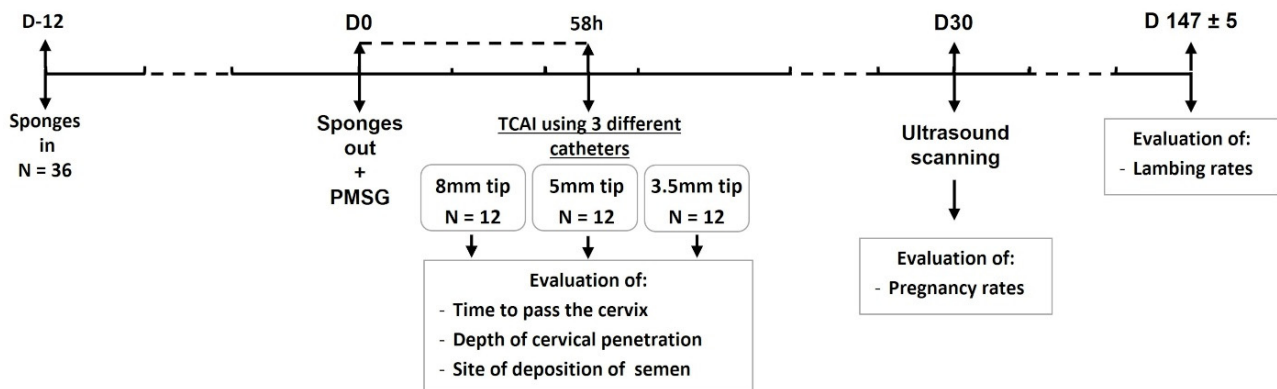 D-12
D0
58h
D30
D 147 ± 5
Sponges
in
N = 36
Sponges
out
+
PMSG
TCAI using 3 different
catheters
8mm tip
N = 12
5mm tip
N = 12
3.5mm tip
N = 12
Evaluation of:
- Time to pass the cervix
- Depth of cervical penetration
- Site of deposition of semen
Ultrasound
scanning
Evaluation of:
- Pregnancy rates
Evaluation of:
- Lambing rates